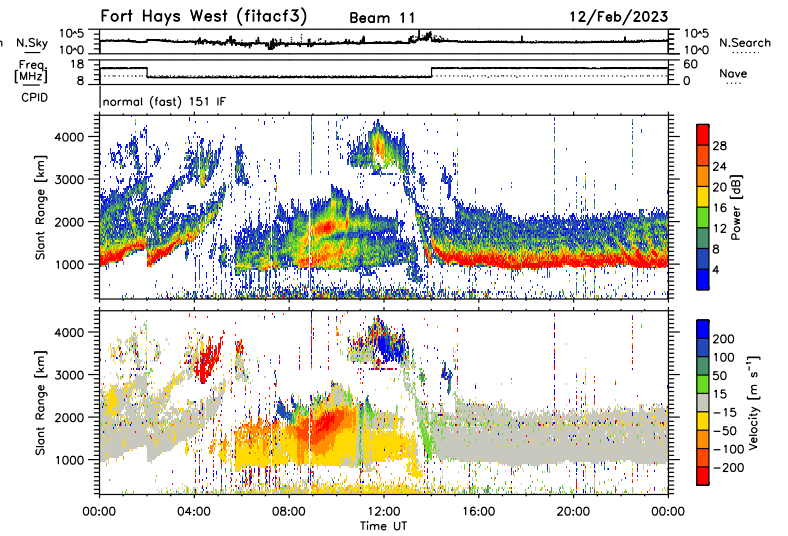 Fort Hays West (fitacf3) Beam 11 12/Feb/2023
N.Sky 10^5 10^0 10^5 10^0 N.Search
Freq. [MHz] 18 8 60 0 Nave
CPID normal (fast) 151 IF
Slant Range [km] 4000 3000 2000 1000
Power [dB] 28 24 20 16 12 8 4
Slant Range [km] 4000 3000 2000 1000
Velocity [m s⁻¹] 200 100 50 15 −15 −50 −100 −200
00:00 04:00 08:00 12:00 16:00 20:00 00:00
Time UT